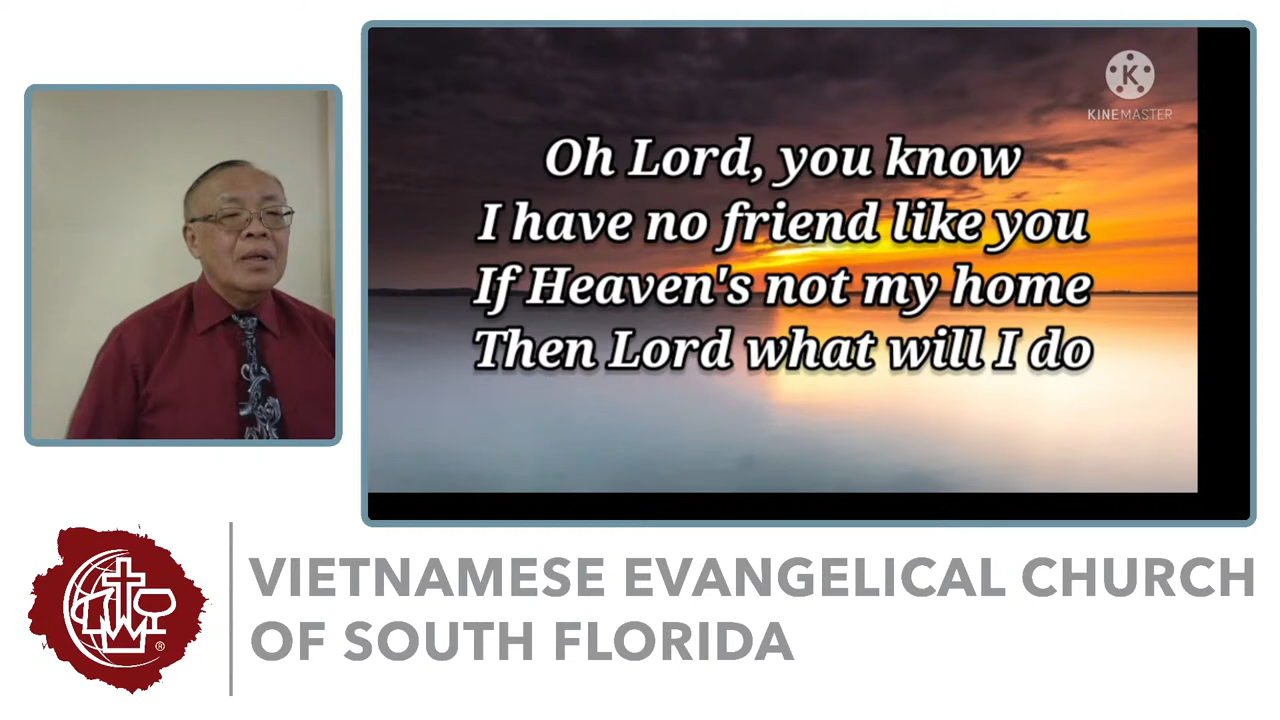 K
KINEMASTER
Oh Lord, you know
I have no friend like you
If Heaven's not my home
Then Lord what will I do
®
VIETNAMESE EVANGELICAL CHURCH
OF SOUTH FLORIDA